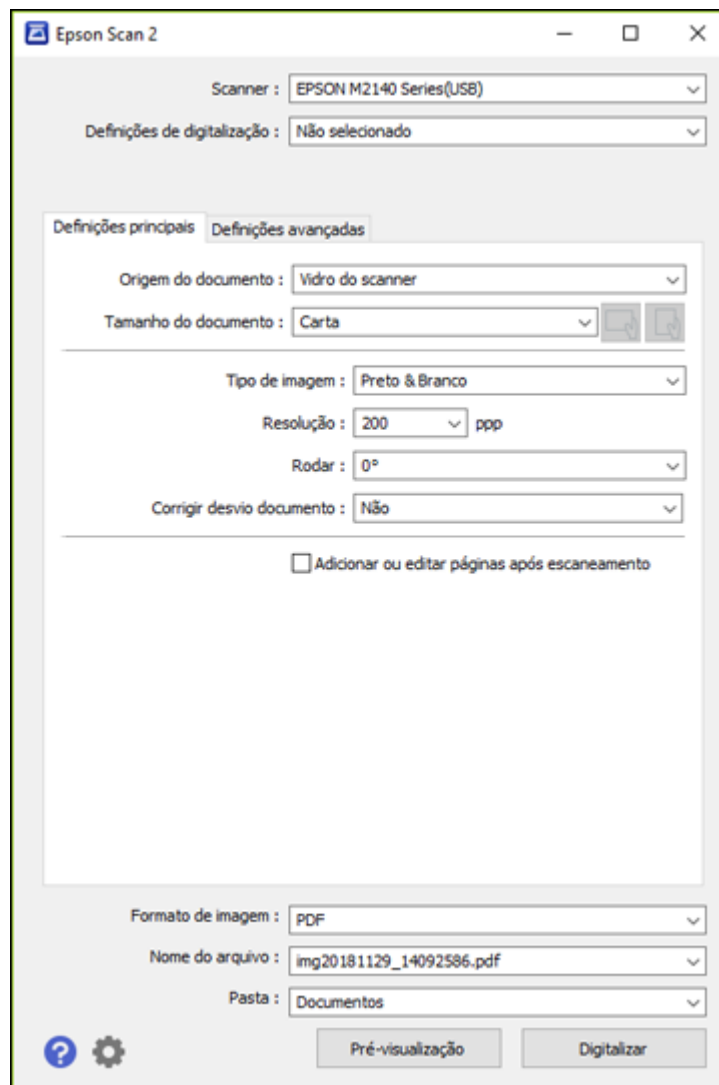 Epson Scan 2
Scanner : EPSON M2140 Series(USB)
Definições de digitalização : Não selecionado
Definições principais Definições avançadas
Origem do documento : Vidro do scanner
Tamanho do documento : Carta
Tipo de imagem : Preto & Branco
Resolução : 200 ppp
Rodar : 0°
Corrigir desvio documento : Não
Adicionar ou editar páginas após escaneamento
Formato de imagem : PDF
Nome do arquivo : img20181129_14092586.pdf
Pasta : Documentos
? Pré-visualização Digitalizar